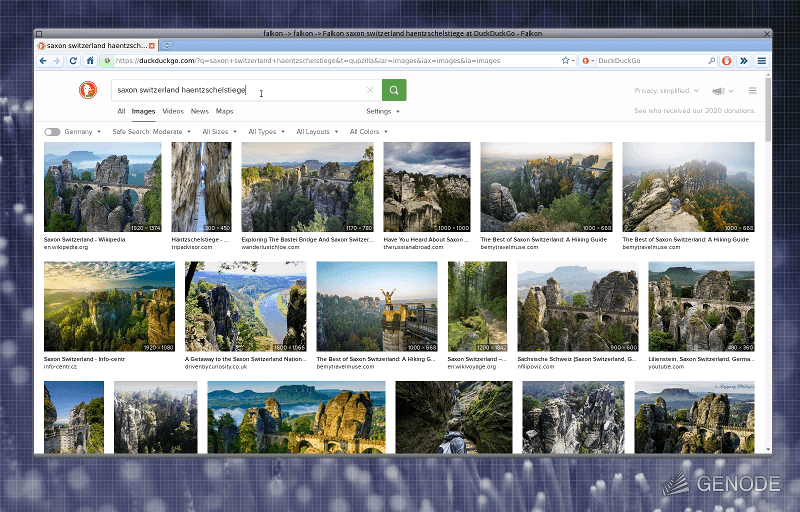 falkon -> falkon -> Falkon saxon switzerland haentzschelstiege at DuckDuckGo - Falkon
saxon switzerland haentzsch...
https://duckduckgo.com/?q=saxon+switzerland+haentzschelstiege&t=qupzilla&iar=images&iax=images&ia=images
DuckDuckGo
saxon switzerland haentzschelstiege
Privacy, simplified.
All Images Videos News Maps Settings
See who received our 2020 donations.
Germany Safe Search: Moderate All Sizes All Types All Layouts All Colors
1920 × 1374 300 × 450 1170 × 780 1000 × 1000 1000 × 668 1000 × 668
Saxon Switzerland - Wikipedia Häntzschelstiege - ... Exploring The Bastei Bridge And Saxon Switzer... Have You Heard About Saxon ... The Best of Saxon Switzerland: A Hiking Guide The Best of Saxon Switzerland: A Hiking Guide
en.wikipedia.org tripadvisor.com wanderlustchloe.com therussianabroad.com bemytravelmuse.com bemytravelmuse.com
1920 × 1080 1600 × 1066 1000 × 668 1200 × 1842 900 × 600 480 × 360
Saxon Switzerland - Info-centr A Getaway to the Saxon Switzerland Nation... The Best of Saxon Switzerland: A Hiking G... Saxon Switzerland –... Sächsische Schweiz (Saxon Switzerland, G... Lilienstein, Saxon Switzerland, Germa...
info-centr.cz drivenbycuriosity.co.uk bemytravelmuse.com en.wikivoyage.org nfilipovic.com youtube.com
GENODE